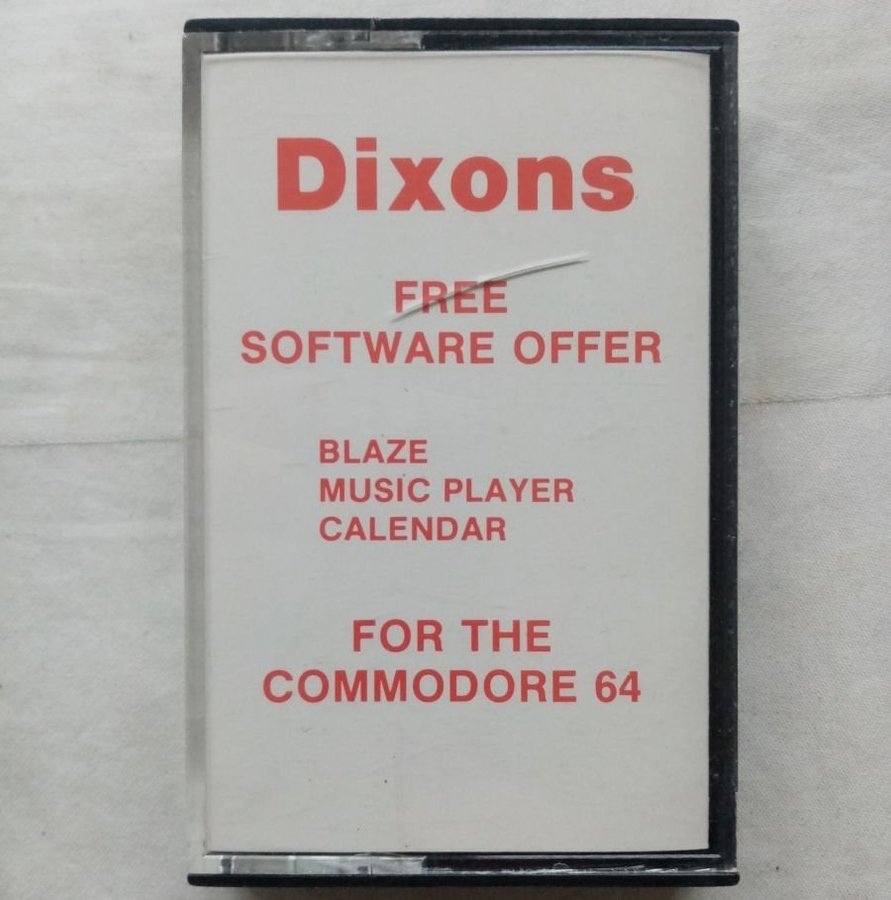 Dixons
FREE
SOFTWARE OFFER
BLAZE
MUSIC PLAYER
CALENDAR
FOR THE
COMMODORE 64